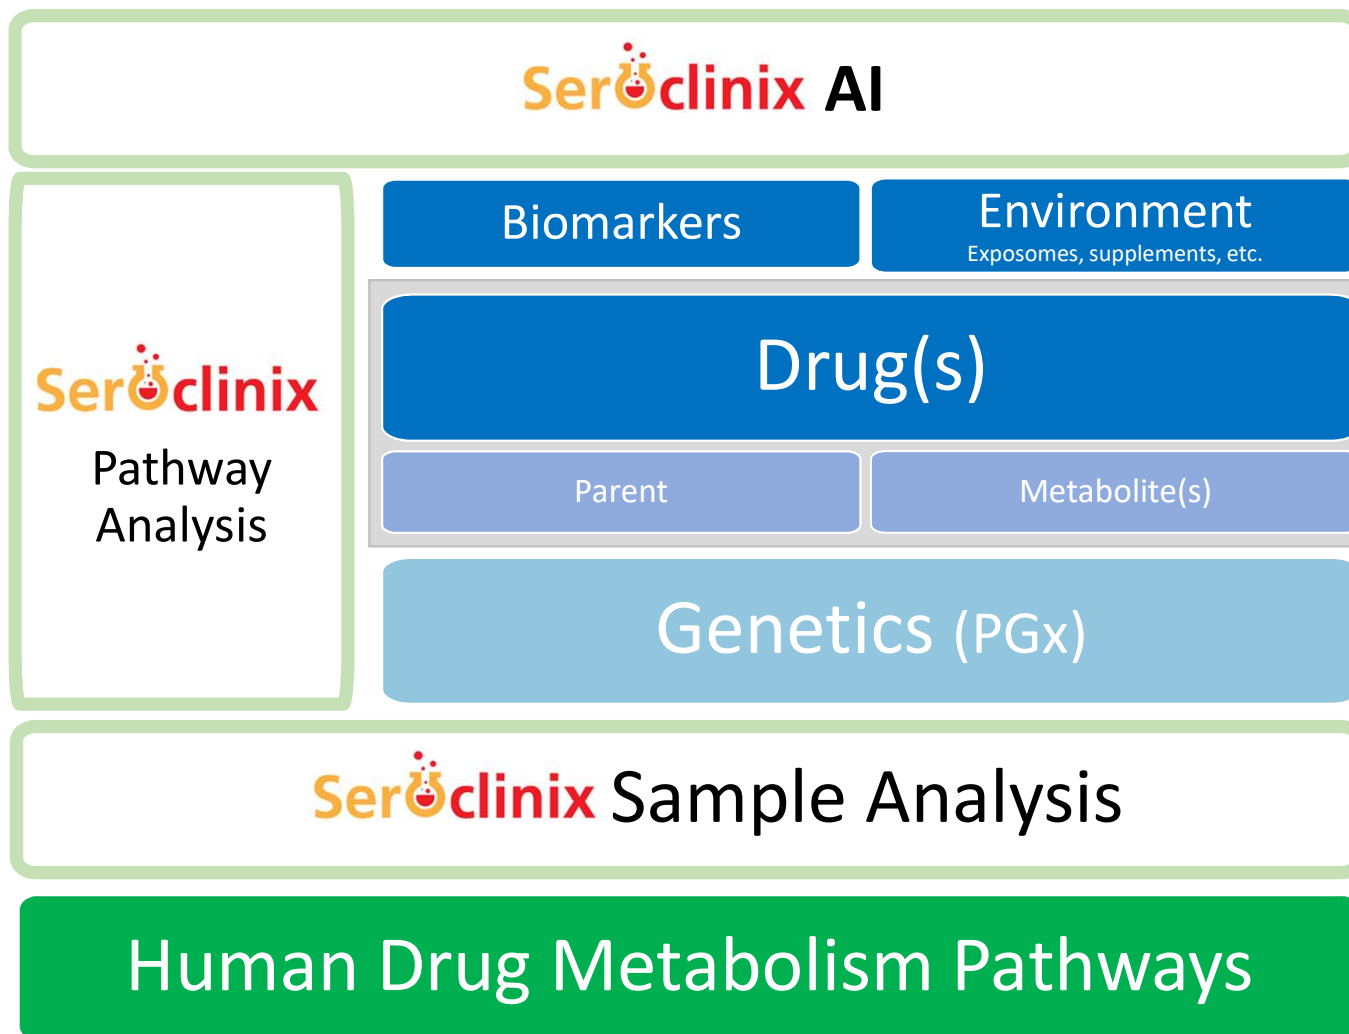 Seroclinix AI
Biomarkers
Environment
Exposomes, supplements, etc.
Drug(s)
Seroclinix
Pathway
Analysis
Parent
Metabolite(s)
Genetics (PGx)
Seroclinix Sample Analysis
Human Drug Metabolism Pathways